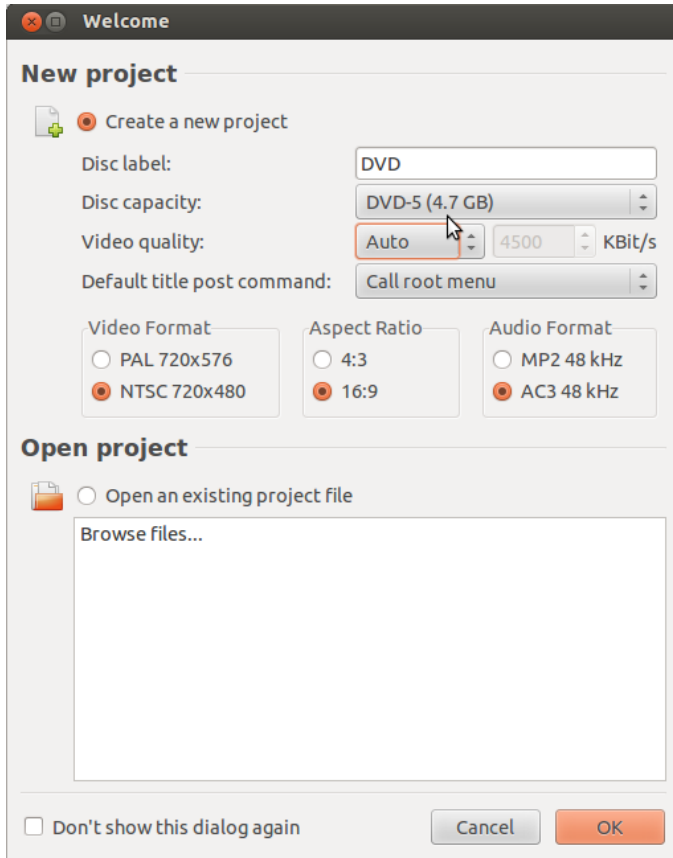 Welcome
New project
Create a new project
Disc label: DVD
Disc capacity: DVD-5 (4.7 GB)
Video quality: Auto 4500 KBit/s
Default title post command: Call root menu
Video Format Aspect Ratio Audio Format
PAL 720x576 4:3 MP2 48 kHz
NTSC 720x480 16:9 AC3 48 kHz
Open project
Open an existing project file
Browse files...
Don't show this dialog again Cancel OK